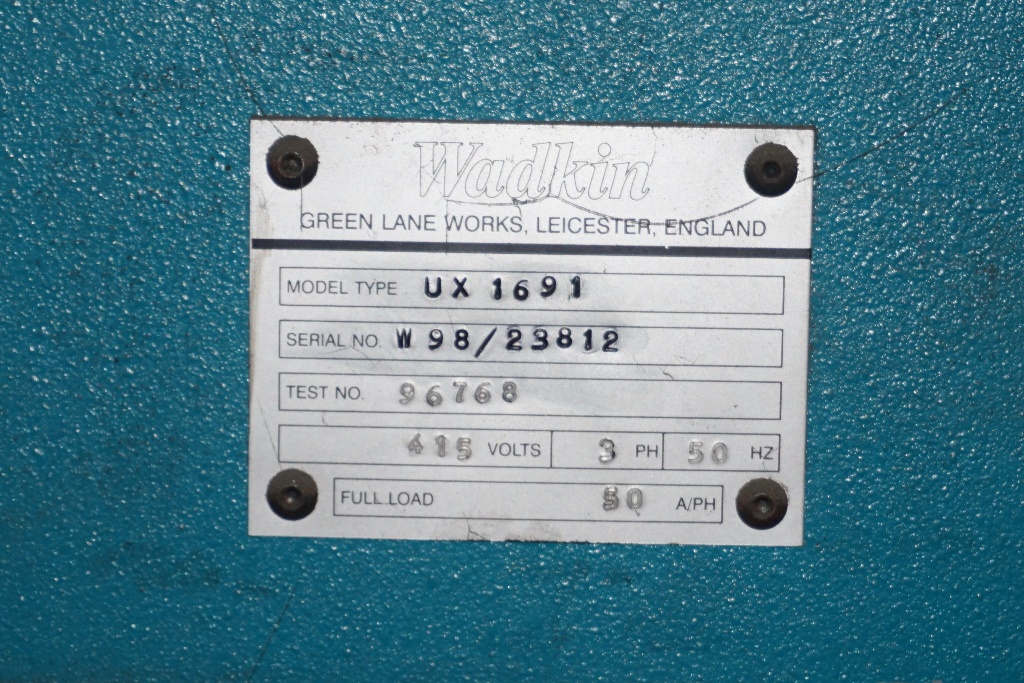 Wadkin
GREEN LANE WORKS, LEICESTER, ENGLAND
MODEL TYPE UX 1691
SERIAL NO. W 98/23812
TEST NO. 96768
415 VOLTS 3 PH 50 HZ
FULL LOAD 50 A/PH